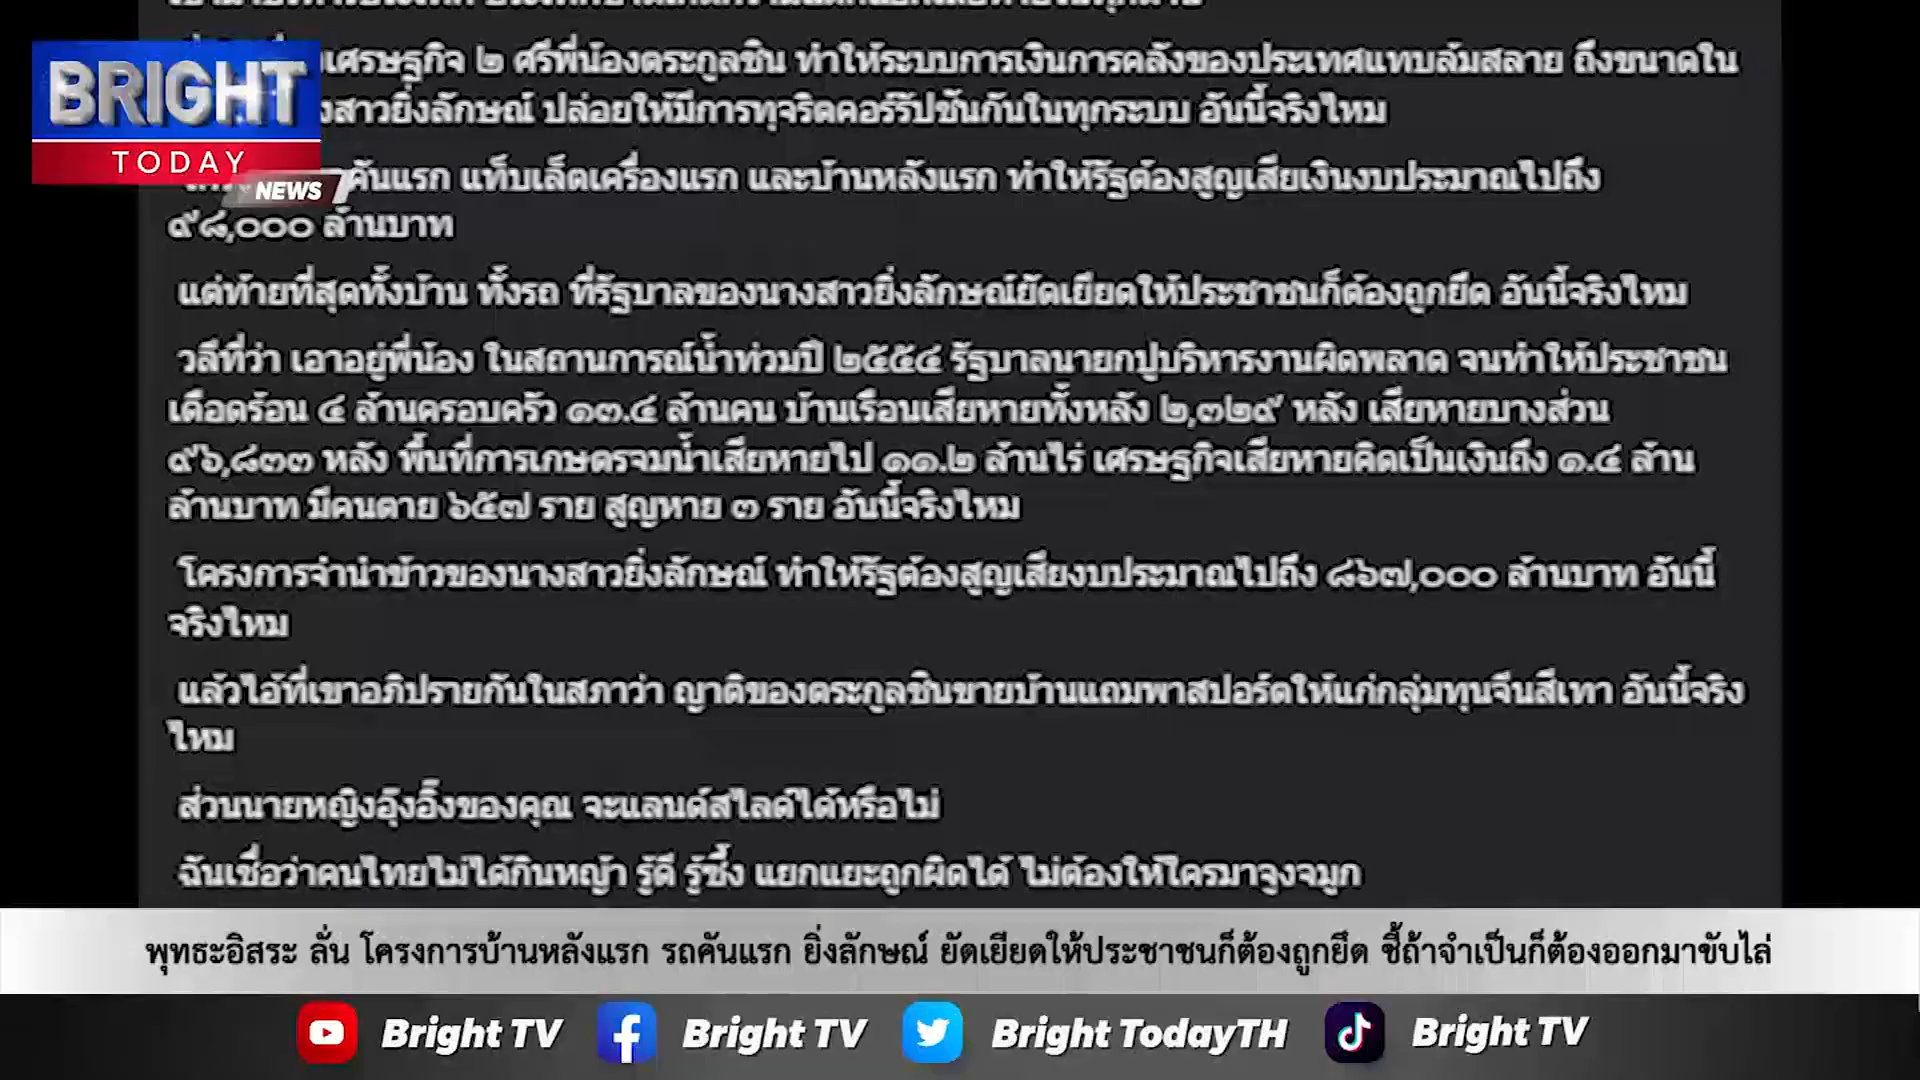 เศรษฐกิจ ๒ ศรีพี่น้องตระกูลชิน ทำให้ระบบการเงินการคลังของประเทศแทบล้มสลาย ถึงขนาดใน
สาวยิ่งลักษณ์ ปล่อยให้มีการทุจริตคอร์รัปชันกันในทุกระบบ อันนี้จริงไหม
คันแรก แท็บเล็ตเครื่องแรก และบ้านหลังแรก ทำให้รัฐต้องสูญเสียเงินงบประมาณไปถึง
๙๘,๐๐๐ ล้านบาท
แต่ท้ายที่สุดทั้งบ้าน ทั้งรถ ที่รัฐบาลของนางสาวยิ่งลักษณ์ยัดเยียดให้ประชาชนก็ต้องถูกยึด อันนี้จริงไหม
วลีที่ว่า เอาอยู่พี่น้อง ในสถานการณ์น้ำท่วมปี ๒๕๕๔ รัฐบาลนายกปูบริหารงานผิดพลาด จนทำให้ประชาชน
เดือดร้อน ๔ ล้านครอบครัว ๑๓.๔ ล้านคน บ้านเรือนเสียหายทั้งหลัง ๒,๓๒๙ หลัง เสียหายบางส่วน
๙๖,๘๓๓ หลัง พื้นที่การเกษตรจมน้ำเสียหายไป ๑๑.๒ ล้านไร่ เศรษฐกิจเสียหายคิดเป็นเงินถึง ๑.๔ ล้าน
ล้านบาท มีคนตาย ๖๕๗ ราย สูญหาย ๓ ราย อันนี้จริงไหม
โครงการจำนำข้าวของนางสาวยิ่งลักษณ์ ทำให้รัฐต้องสูญเสียงบประมาณไปถึง ๘๖๗,๐๐๐ ล้านบาท อันนี้
จริงไหม
แล้วไอ้ที่เขาอภิปรายกันในสภาว่า ญาติของตระกูลชินขายบ้านแถมพาสปอร์ตให้แก่กลุ่มทุนจีนสีเทา อันนี้จริง
ไหม
ส่วนนายหญิงอุ๊งอิ๊งของคุณ จะแลนด์สไลด์ได้หรือไม่
ฉันเชื่อว่าคนไทยไม่ได้กินหญ้า รู้ดี รู้ซึ้ง แยกแยะถูกผิดได้ ไม่ต้องให้ใครมาจูงจมูก
BRIGHT
TODAY
NEWS
พุทธะอิสระ ลั่น โครงการบ้านหลังแรก รถคันแรก ยิ่งลักษณ์ ยัดเยียดให้ประชาชนก็ต้องถูกยึด ชี้ถ้าจำเป็นก็ต้องออกมาขับไล่
Bright TV Bright TV Bright TodayTH Bright TV